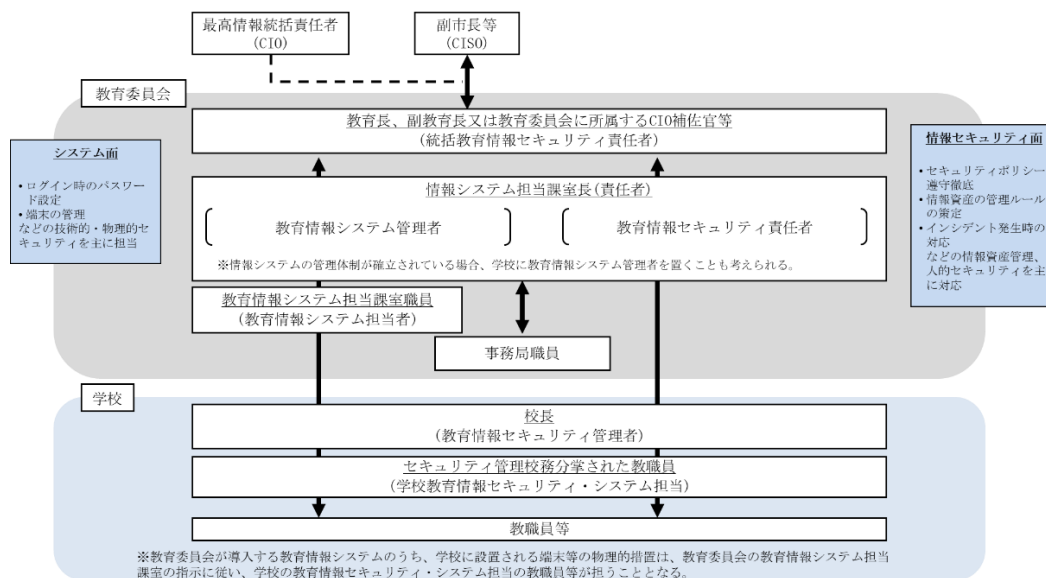 最高情報統括責任者
(CIO)
副市長等
(CISO)
教育委員会
教育長、副教育長又は教育委員会に所属するCIO補佐官等
(統括教育情報セキュリティ責任者)
システム面
• ログイン時のパスワー
ド設定
• 端末の管理
などの技術的・物理的セ
キュリティを主に担当
情報セキュリティ面
• セキュリティポリシー
遵守徹底
• 情報資産の管理ルール
の策定
• インシデント発生時の
対応
などの情報資産管理、
人的セキュリティを主
に対応
情報システム担当課室長(責任者)
教育情報システム管理者
教育情報セキュリティ責任者
※情報システムの管理体制が確立されている場合、学校に教育情報システム管理者を置くことも考えられる。
教育情報システム担当課室職員
(教育情報システム担当者)
事務局職員
学校
校長
(教育情報セキュリティ管理者)
セキュリティ管理校務分掌された教職員
(学校教育情報セキュリティ・システム担当)
教職員等
※教育委員会が導入する教育情報システムのうち、学校に設置される端末等の物理的措置は、教育委員会の教育情報システム担当
課室の指示に従い、学校の教育情報セキュリティ・システム担当の教職員等が担うこととなる。